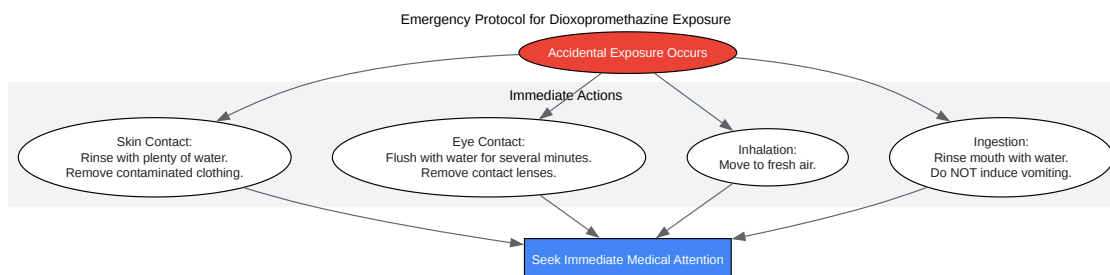 Emergency Protocol for Dioxopromethazine Exposure
Accidental Exposure Occurs
Immediate Actions
Skin Contact:
Rinse with plenty of water.
Remove contaminated clothing.
Eye Contact:
Flush with water for several minutes.
Remove contact lenses.
Inhalation:
Move to fresh air.
Ingestion:
Rinse mouth with water.
Do NOT induce vomiting.
Seek Immediate Medical Attention